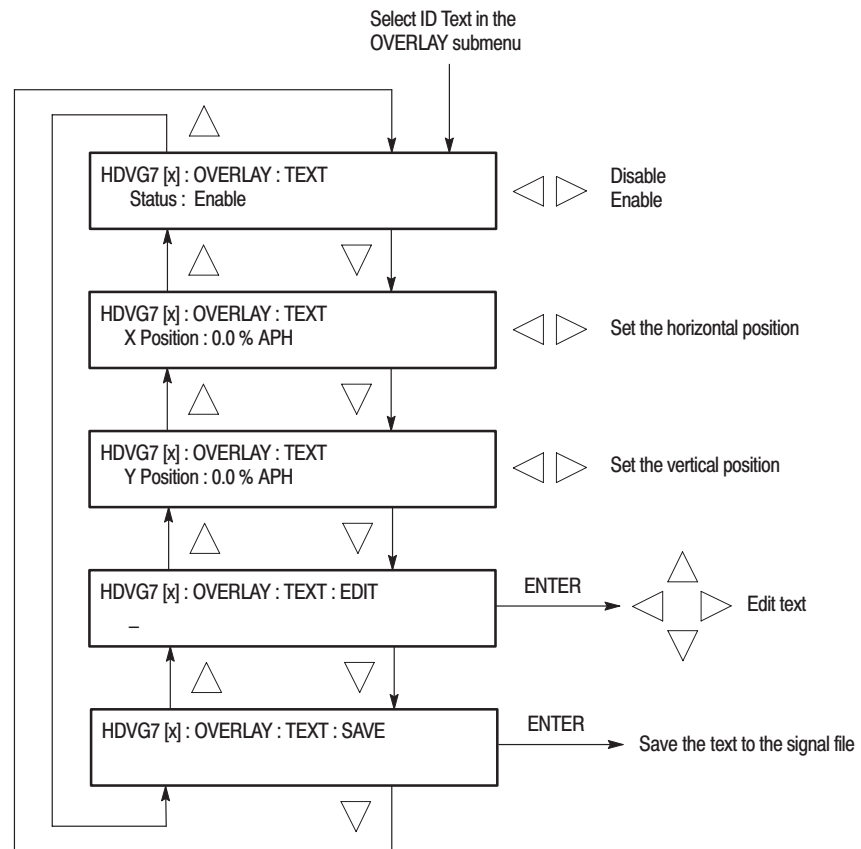 Select ID Text in the
OVERLAY submenu
HDVG7 [x] : OVERLAY : TEXT
Status : Enable
Disable
Enable
HDVG7 [x] : OVERLAY : TEXT
X Position : 0.0 % APH
Set the horizontal position
HDVG7 [x] : OVERLAY : TEXT
Y Position : 0.0 % APH
Set the vertical position
HDVG7 [x] : OVERLAY : TEXT : EDIT
_
ENTER
Edit text
HDVG7 [x] : OVERLAY : TEXT : SAVE
ENTER
Save the text to the signal file